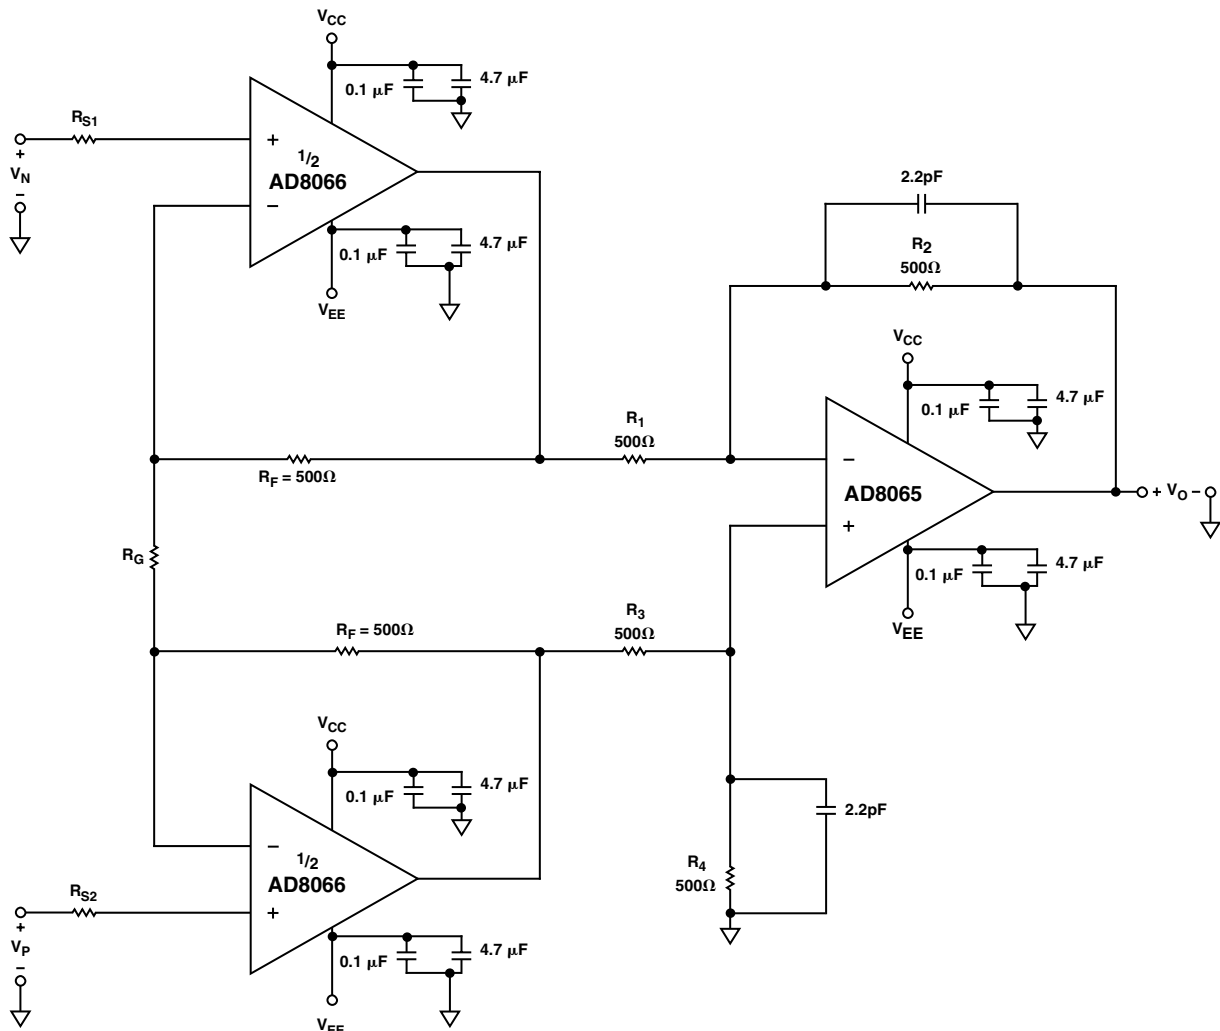 VCC
0.1 µF
4.7 µF
RS1
+
1/2
AD8066
−
+
VN
−
0.1 µF
4.7 µF
VEE
2.2pF
R2
500Ω
VCC
0.1 µF
4.7 µF
R1
500Ω
RF = 500Ω
−
AD8065
+
+ VO −
0.1 µF
4.7 µF
VEE
RG
RF = 500Ω
R3
500Ω
VCC
0.1 µF
4.7 µF
2.2pF
−
1/2
AD8066
+
R4
500Ω
RS2
+
VP
−
0.1 µF
4.7 µF
VEE